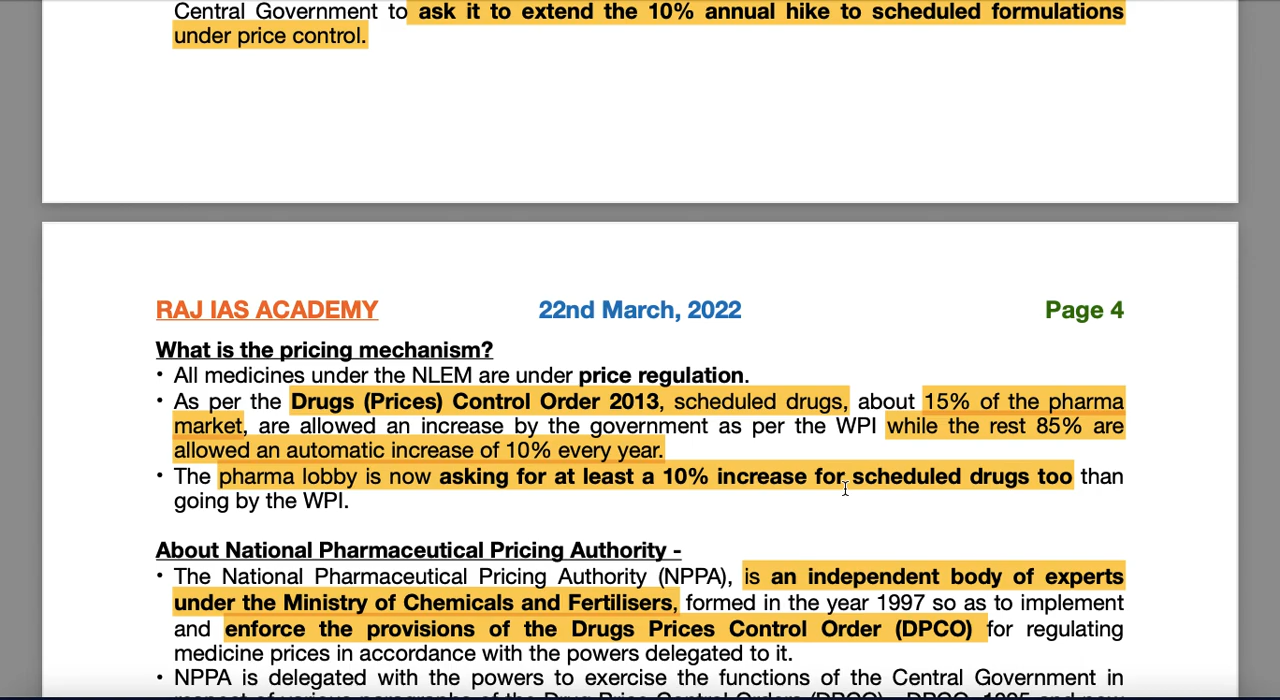 Central Government to ask it to extend the 10% annual hike to scheduled formulations
under price control.
RAJ IAS ACADEMY 22nd March, 2022 Page 4
What is the pricing mechanism?
• All medicines under the NLEM are under price regulation.
• As per the Drugs (Prices) Control Order 2013, scheduled drugs, about 15% of the pharma
market, are allowed an increase by the government as per the WPI while the rest 85% are
allowed an automatic increase of 10% every year.
• The pharma lobby is now asking for at least a 10% increase for scheduled drugs too than
going by the WPI.
About National Pharmaceutical Pricing Authority -
• The National Pharmaceutical Pricing Authority (NPPA), is an independent body of experts
under the Ministry of Chemicals and Fertilisers, formed in the year 1997 so as to implement
and enforce the provisions of the Drugs Prices Control Order (DPCO) for regulating
medicine prices in accordance with the powers delegated to it.
• NPPA is delegated with the powers to exercise the functions of the Central Government in